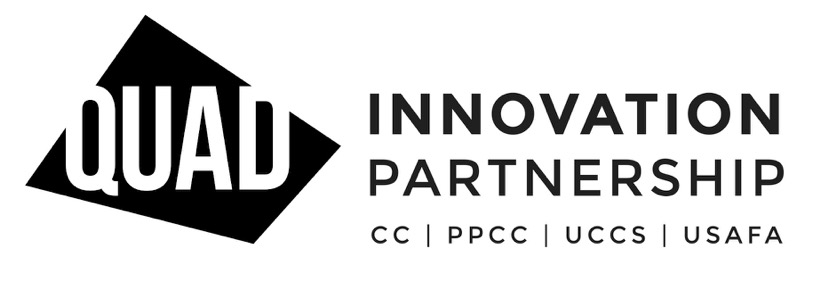 QUAD
INNOVATION
PARTNERSHIP
CC | PPCC | UCCS | USAFA